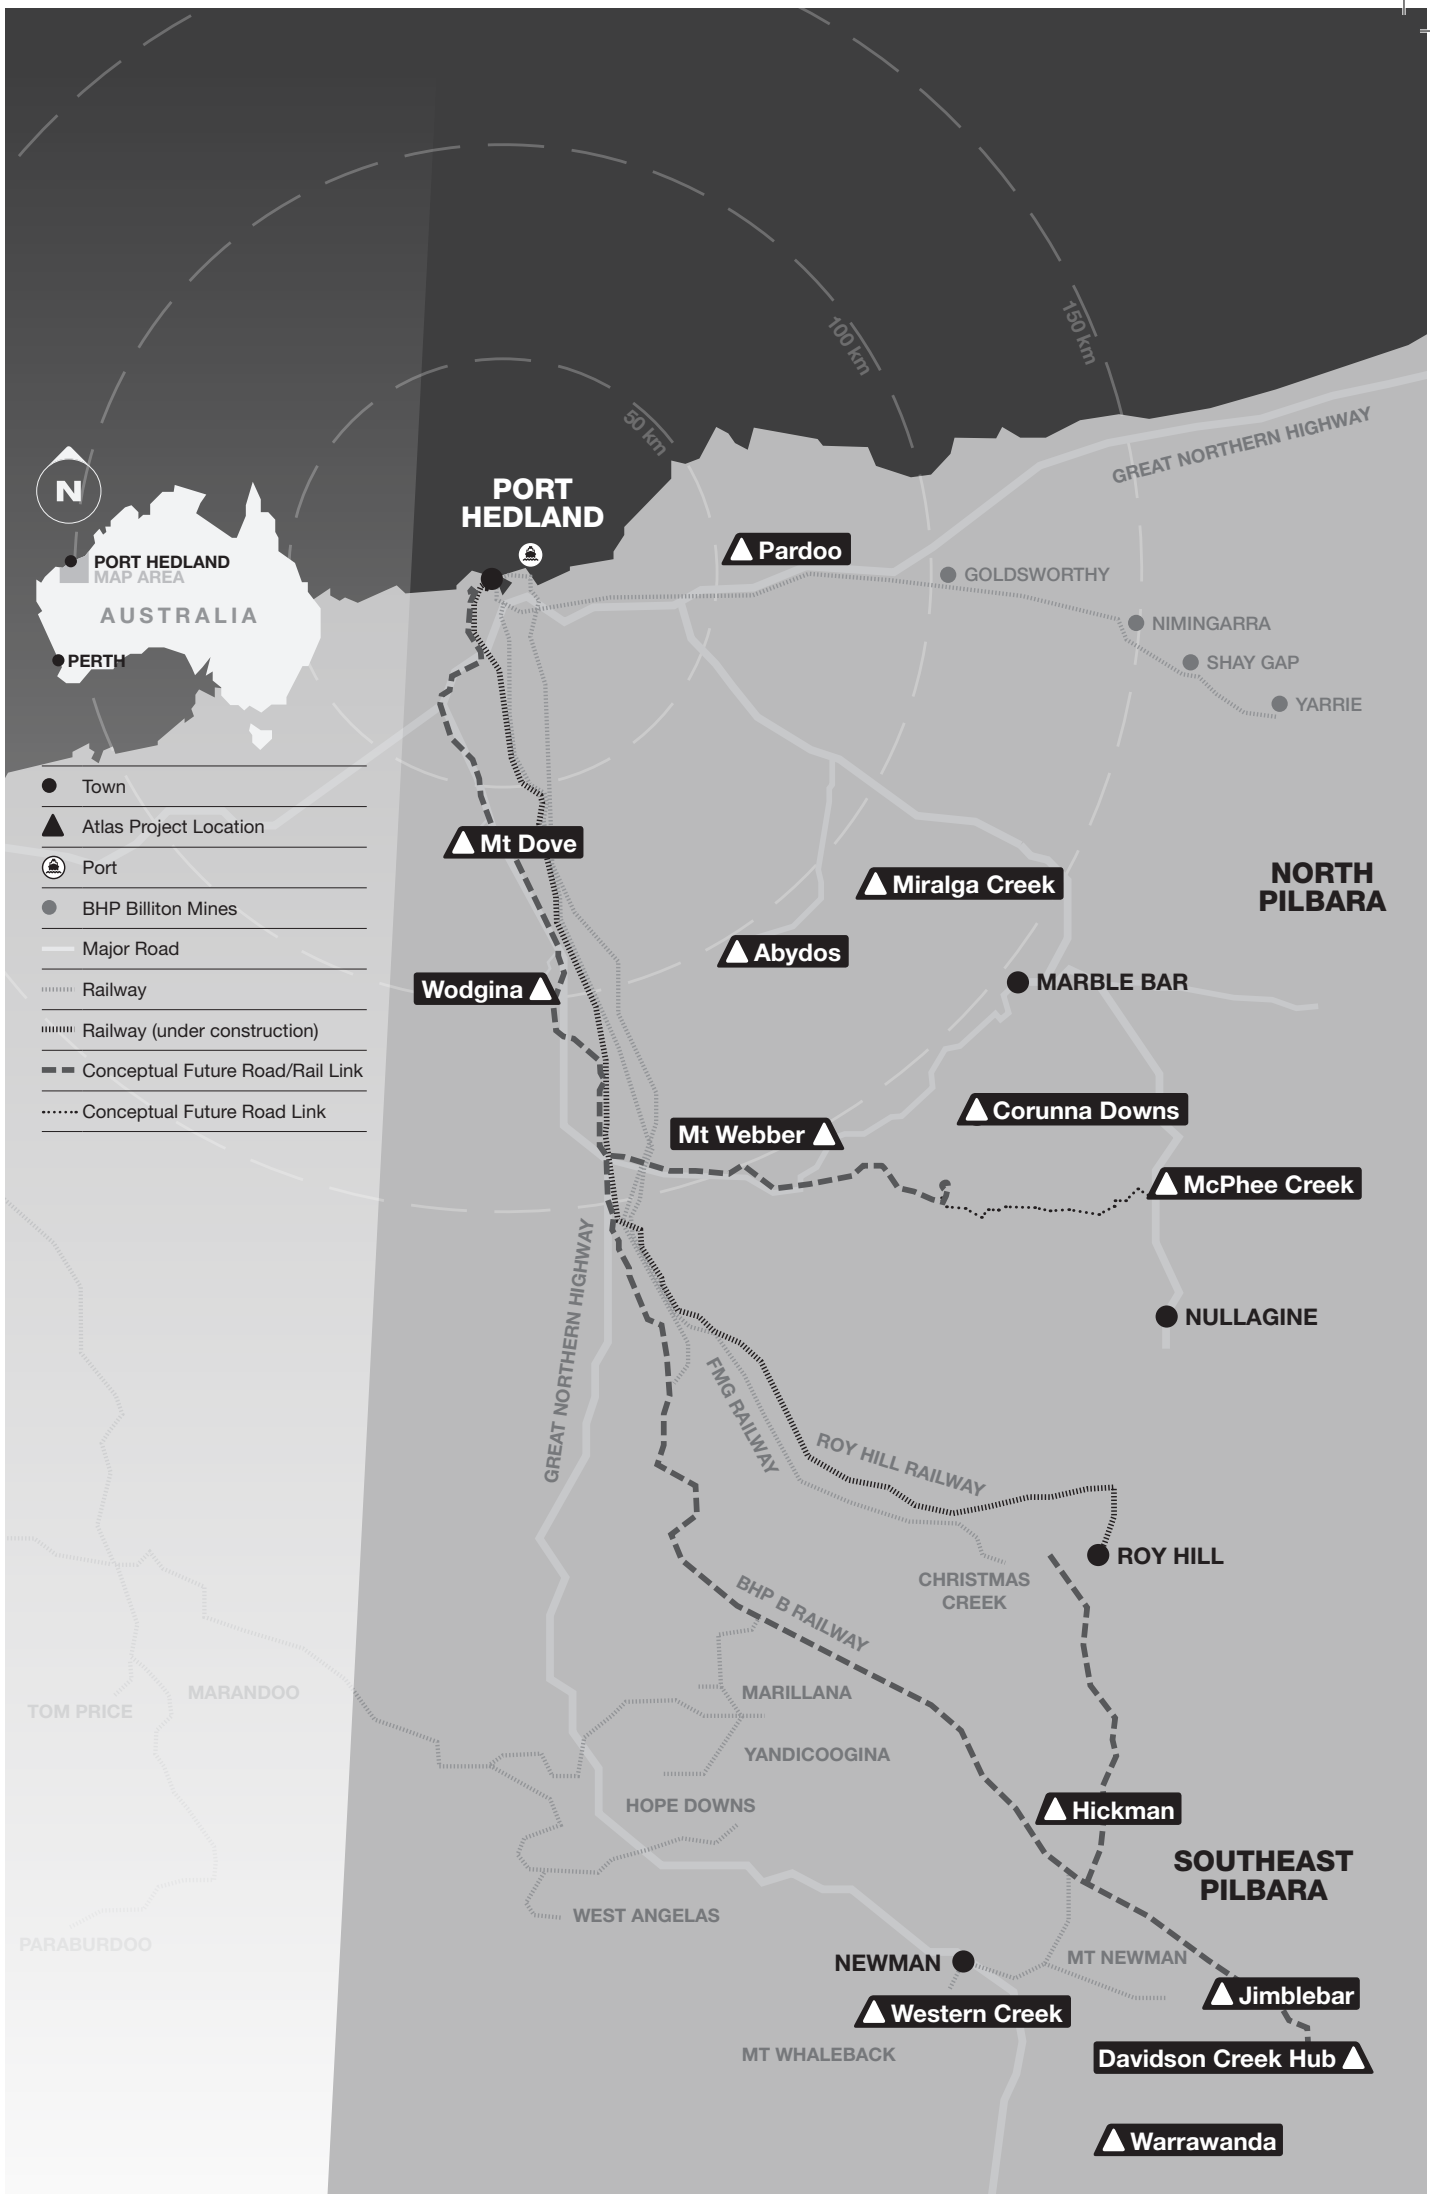 150 km
100 km
50 km
GREAT NORTHERN HIGHWAY
N
PORT
HEDLAND
PORT HEDLAND
MAP AREA
AUSTRALIA
PERTH
Pardoo
GOLDSWORTHY
NIMINGARRA
SHAY GAP
YARRIE
Town
Atlas Project Location
Port
BHP Billiton Mines
Major Road
Railway
Railway (under construction)
Conceptual Future Road/Rail Link
Conceptual Future Road Link
Mt Dove
Miralga Creek
NORTH
PILBARA
Abydos
Wodgina
MARBLE BAR
Corunna Downs
Mt Webber
McPhee Creek
GREAT NORTHERN HIGHWAY
NULLAGINE
FMG RAILWAY
ROY HILL RAILWAY
ROY HILL
CHRISTMAS
CREEK
BHP B RAILWAY
MARANDOO
TOM PRICE
MARILLANA
YANDICOOGINA
HOPE DOWNS
Hickman
SOUTHEAST
PILBARA
WEST ANGELAS
PARABURDOO
NEWMAN
MT NEWMAN
Jimblebar
Western Creek
MT WHALEBACK
Davidson Creek Hub
Warrawanda